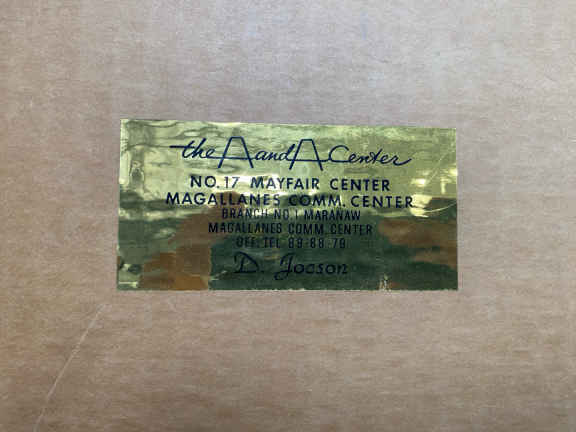 the A and A Center
NO. 17 MAYFAIR CENTER
MAGALLANES COMM. CENTER
BRANCH NO. 1 MARANAW
MAGALLANES COMM. CENTER
OFF. TEL 89-88-79
D. Jocson